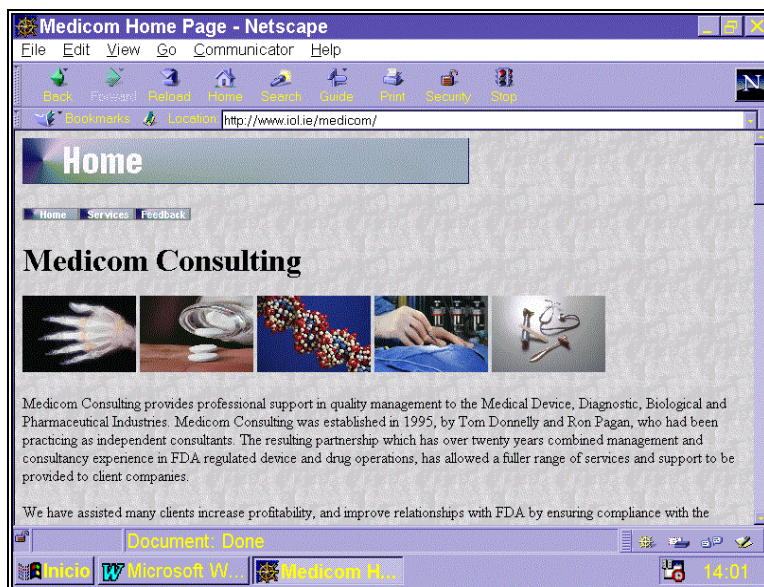 Medicom Home Page - Netscape
File Edit View Go Communicator Help
Back Forward Reload Home Search Guide Print Security Stop
N
Bookmarks Location http://www.iol.ie/medicom/
Home
Home Services Feedback
Medicom Consulting
Medicom Consulting provides professional support in quality management to the Medical Device, Diagnostic, Biological and
Pharmaceutical Industries. Medicom Consulting was established in 1995, by Tom Donnelly and Ron Pagan, who had been
practicing as independent consultants. The resulting partnership which has over twenty years combined management and
consultancy experience in FDA regulated device and drug operations, has allowed a fuller range of services and support to be
provided to client companies.
We have assisted many clients increase profitability, and improve relationships with FDA by ensuring compliance with the
Document: Done
Inicio Microsoft W... Medicom H... 14:01